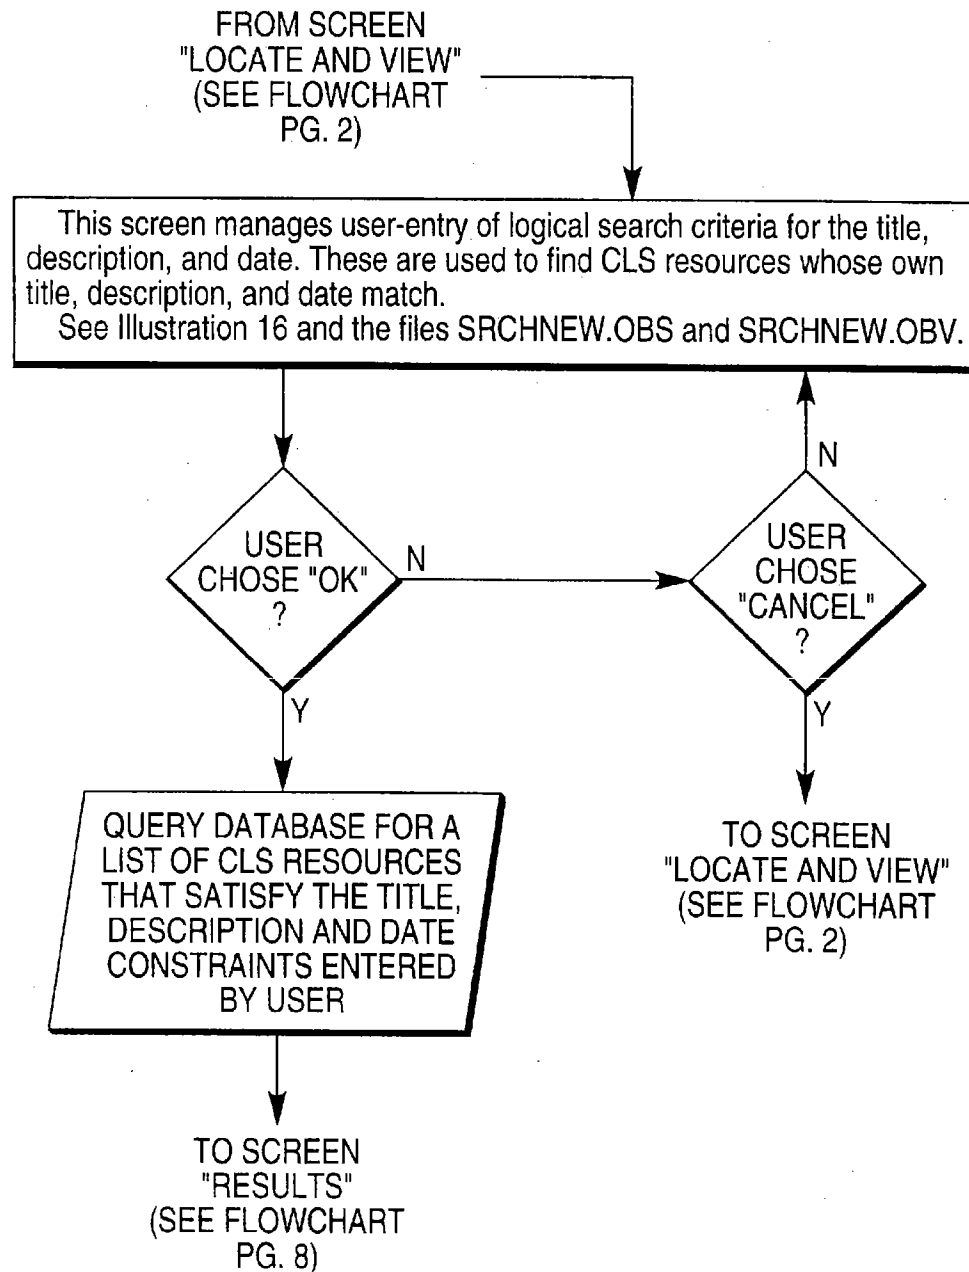 FROM SCREEN
"LOCATE AND VIEW"
(SEE FLOWCHART
PG. 2)
This screen manages user-entry of logical search criteria for the title,
description, and date. These are used to find CLS resources whose own
title, description, and date match.
See Illustration 16 and the files SRCHNEW.OBS and SRCHNEW.OBV.
USER
CHOSE "OK"
?
N
Y
N
USER
CHOSE
"CANCEL"
?
Y
QUERY DATABASE FOR A
LIST OF CLS RESOURCES
THAT SATISFY THE TITLE,
DESCRIPTION AND DATE
CONSTRAINTS ENTERED
BY USER
TO SCREEN
"LOCATE AND VIEW"
(SEE FLOWCHART
PG. 2)
TO SCREEN
"RESULTS"
(SEE FLOWCHART
PG. 8)